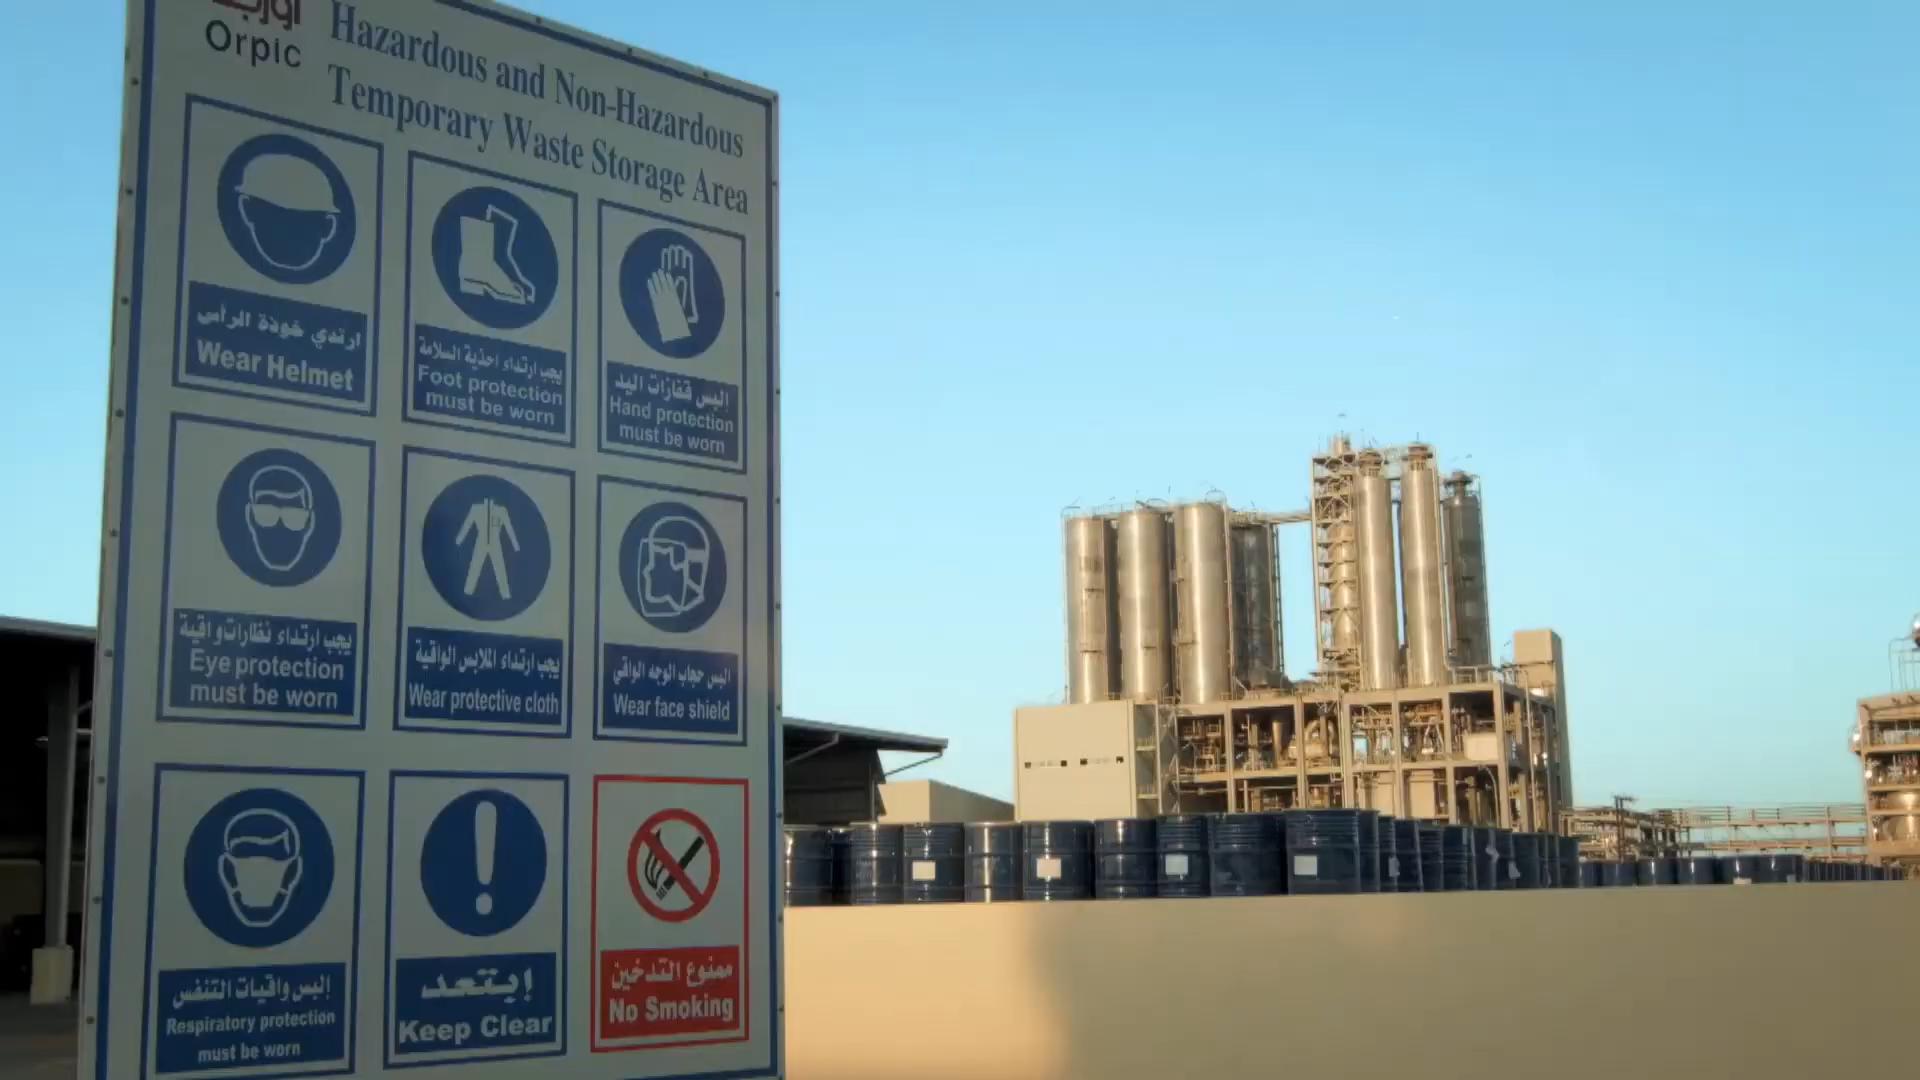 اوربك
Orpic
Hazardous and Non-Hazardous
Temporary Waste Storage Area
ارتدي خوذة الرأس
Wear Helmet
يجب ارتداء احذية السلامة
Foot protection
must be worn
إلبس قفازات اليد
Hand protection
must be worn
يجب ارتداء نظارات واقية
Eye protection
must be worn
يجب ارتداء الملابس الواقية
Wear protective cloth
البس حجاب الوجه الواقي
Wear face shield
إلبس واقيات التنفس
Respiratory protection
must be worn
إبتعد
Keep Clear
ممنوع التدخين
No Smoking